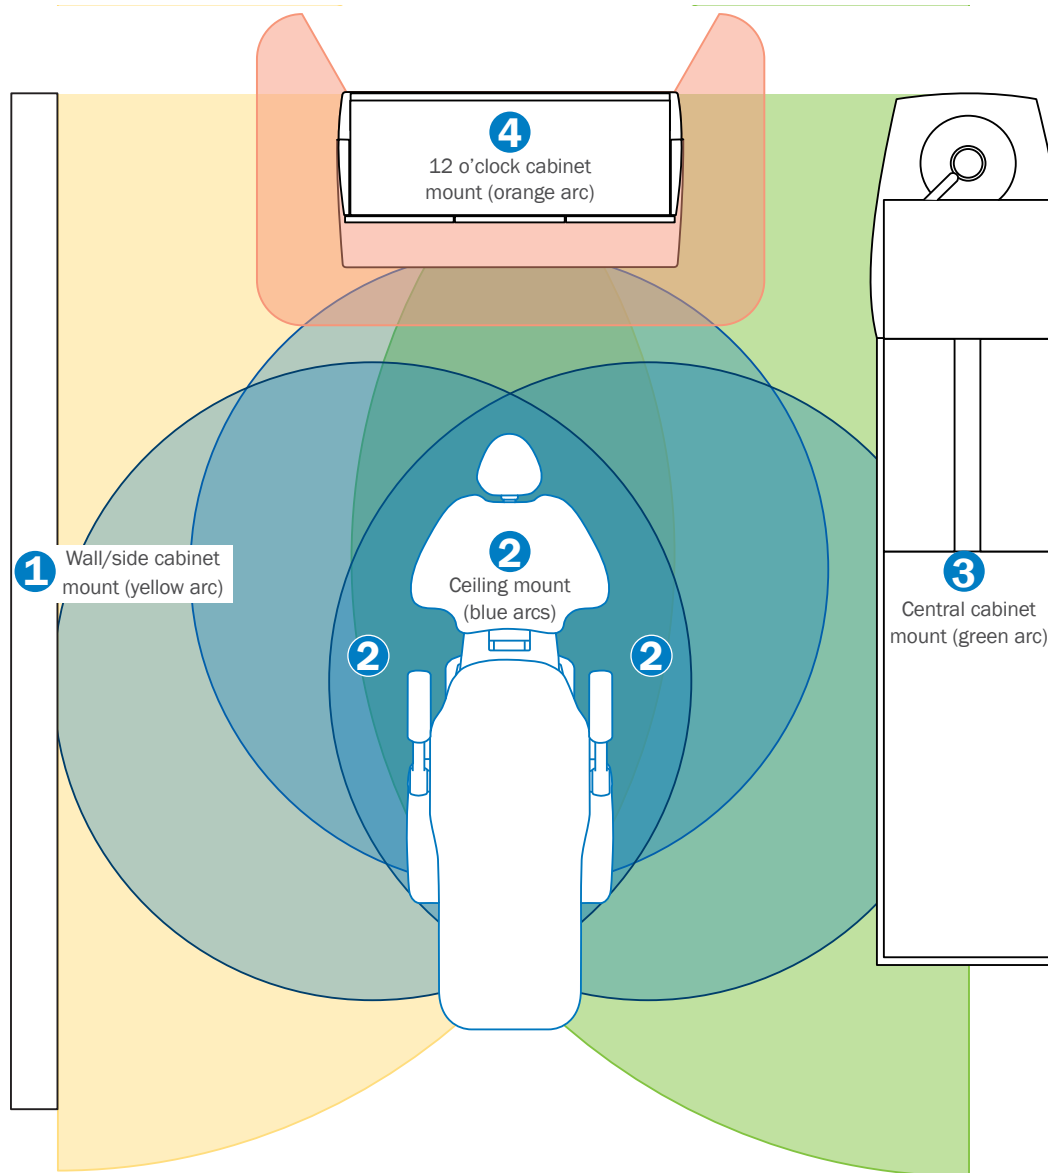 4
12 o'clock cabinet
mount (orange arc)
1
Wall/side cabinet
mount (yellow arc)
2
Ceiling mount
(blue arcs)
2
2
3
Central cabinet
mount (green arc)